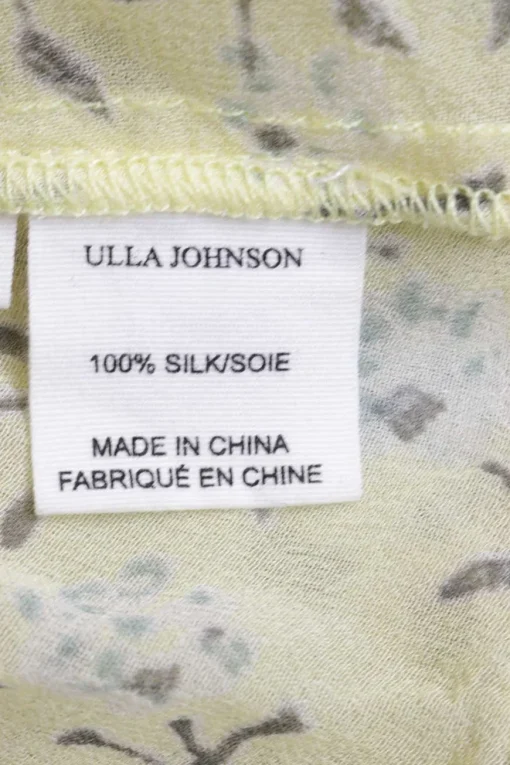 ULLA JOHNSON
100% SILK/SOIE
MADE IN CHINA
FABRIQUÉ EN CHINE